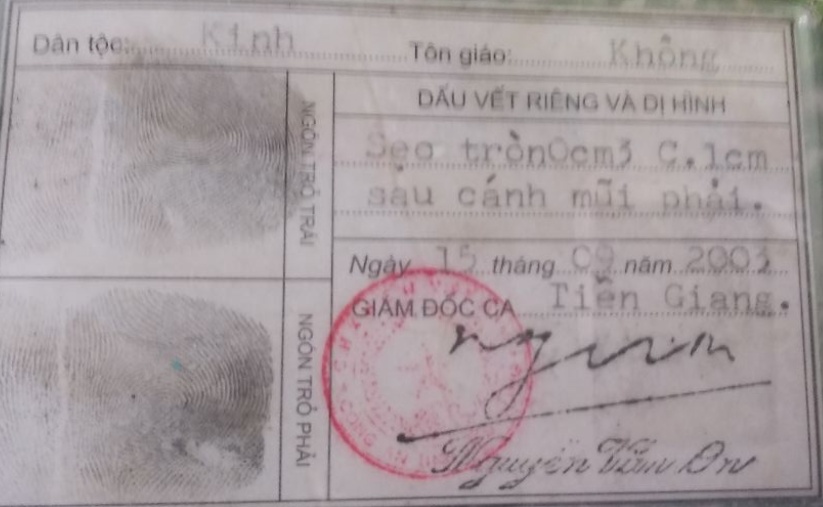 Dân tộc: Kinh Tôn giáo: Không
NGÓN TRỎ TRÁI
DẤU VẾT RIÊNG VÀ DỊ HÌNH
Sẹo tròn0cm3 C.1cm
sau cánh mũi phải.
Ngày 15 tháng 09 năm 2003
GIÁM ĐỐC CA Tiền Giang.
NGÓN TRỎ PHẢI
Nguyễn Văn